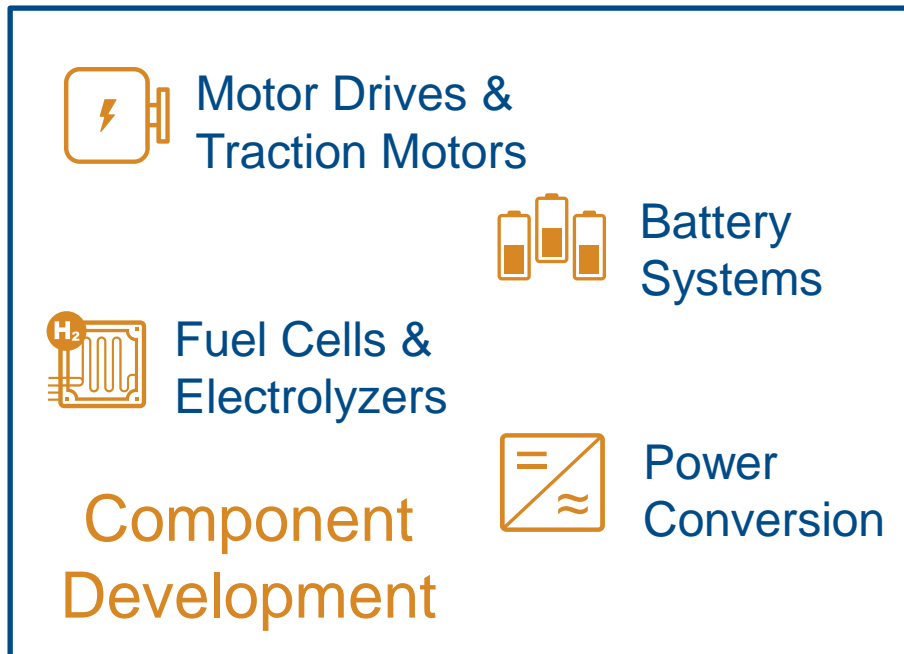 Motor Drives &
Traction Motors
Battery
Systems
H₂
Fuel Cells &
Electrolyzers
Power
Conversion
Component
Development